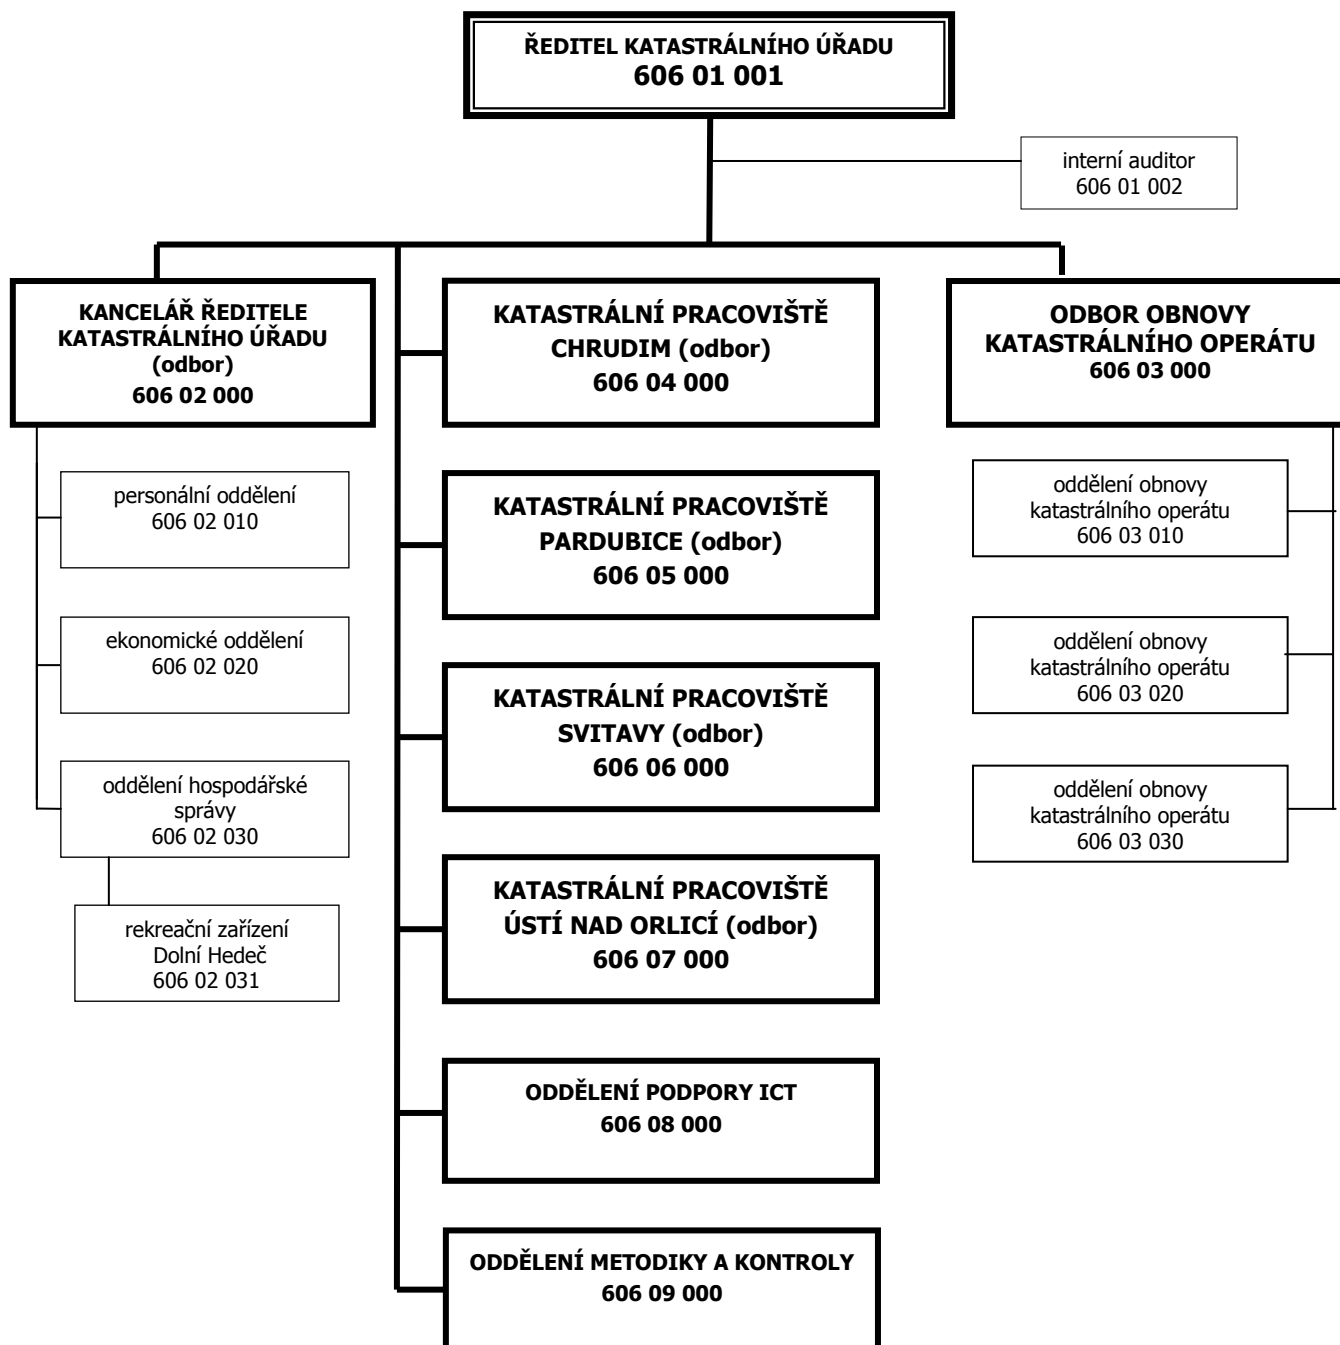 ŘEDITEL KATASTRÁLNÍHO ÚŘADU
606 01 001
interní auditor
606 01 002
KANCELÁŘ ŘEDITELE
KATASTRÁLNÍHO ÚŘADU
(odbor)
606 02 000
personální oddělení
606 02 010
ekonomické oddělení
606 02 020
oddělení hospodářské
správy
606 02 030
rekreační zařízení
Dolní Hedeč
606 02 031
KATASTRÁLNÍ PRACOVIŠTĚ
CHRUDIM (odbor)
606 04 000
KATASTRÁLNÍ PRACOVIŠTĚ
PARDUBICE (odbor)
606 05 000
KATASTRÁLNÍ PRACOVIŠTĚ
SVITAVY (odbor)
606 06 000
KATASTRÁLNÍ PRACOVIŠTĚ
ÚSTÍ NAD ORLICÍ (odbor)
606 07 000
ODDĚLENÍ PODPORY ICT
606 08 000
ODDĚLENÍ METODIKY A KONTROLY
606 09 000
ODBOR OBNOVY
KATASTRÁLNÍHO OPERÁTU
606 03 000
oddělení obnovy
katastrálního operátu
606 03 010
oddělení obnovy
katastrálního operátu
606 03 020
oddělení obnovy
katastrálního operátu
606 03 030